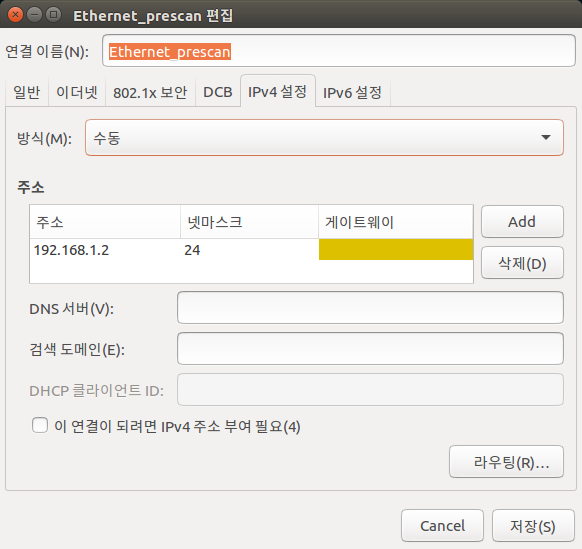 Ethernet_prescan 편집
연결 이름(N): Ethernet_prescan
일반 이더넷 802.1x 보안 DCB IPv4 설정 IPv6 설정
방식(M): 수동
주소
주소 넷마스크 게이트웨이 Add
192.168.1.2 24
삭제(D)
DNS 서버(V):
검색 도메인(E):
DHCP 클라이언트 ID:
이 연결이 되려면 IPv4 주소 부여 필요(4)
라우팅(R)...
Cancel 저장(S)